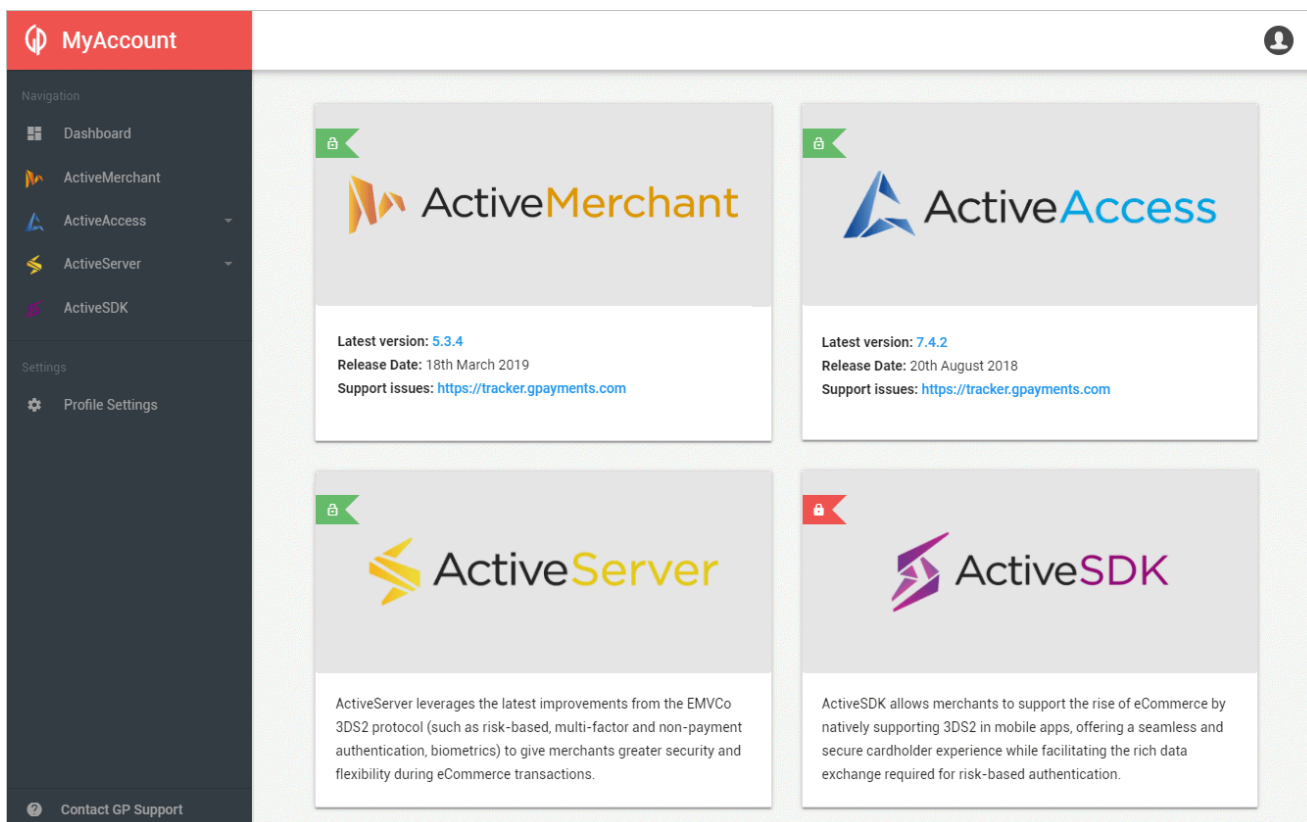 MyAccount
Navigation
Dashboard
ActiveMerchant
ActiveAccess
ActiveServer
ActiveSDK
Settings
Profile Settings
Contact GP Support
ActiveMerchant
Latest version: 5.3.4
Release Date: 18th March 2019
Support issues: https://tracker.gpayments.com
ActiveAccess
Latest version: 7.4.2
Release Date: 20th August 2018
Support issues: https://tracker.gpayments.com
ActiveServer
ActiveServer leverages the latest improvements from the EMVCo
3DS2 protocol (such as risk-based, multi-factor and non-payment
authentication, biometrics) to give merchants greater security and
flexibility during eCommerce transactions.
ActiveSDK
ActiveSDK allows merchants to support the rise of eCommerce by
natively supporting 3DS2 in mobile apps, offering a seamless and
secure cardholder experience while facilitating the rich data
exchange required for risk-based authentication.